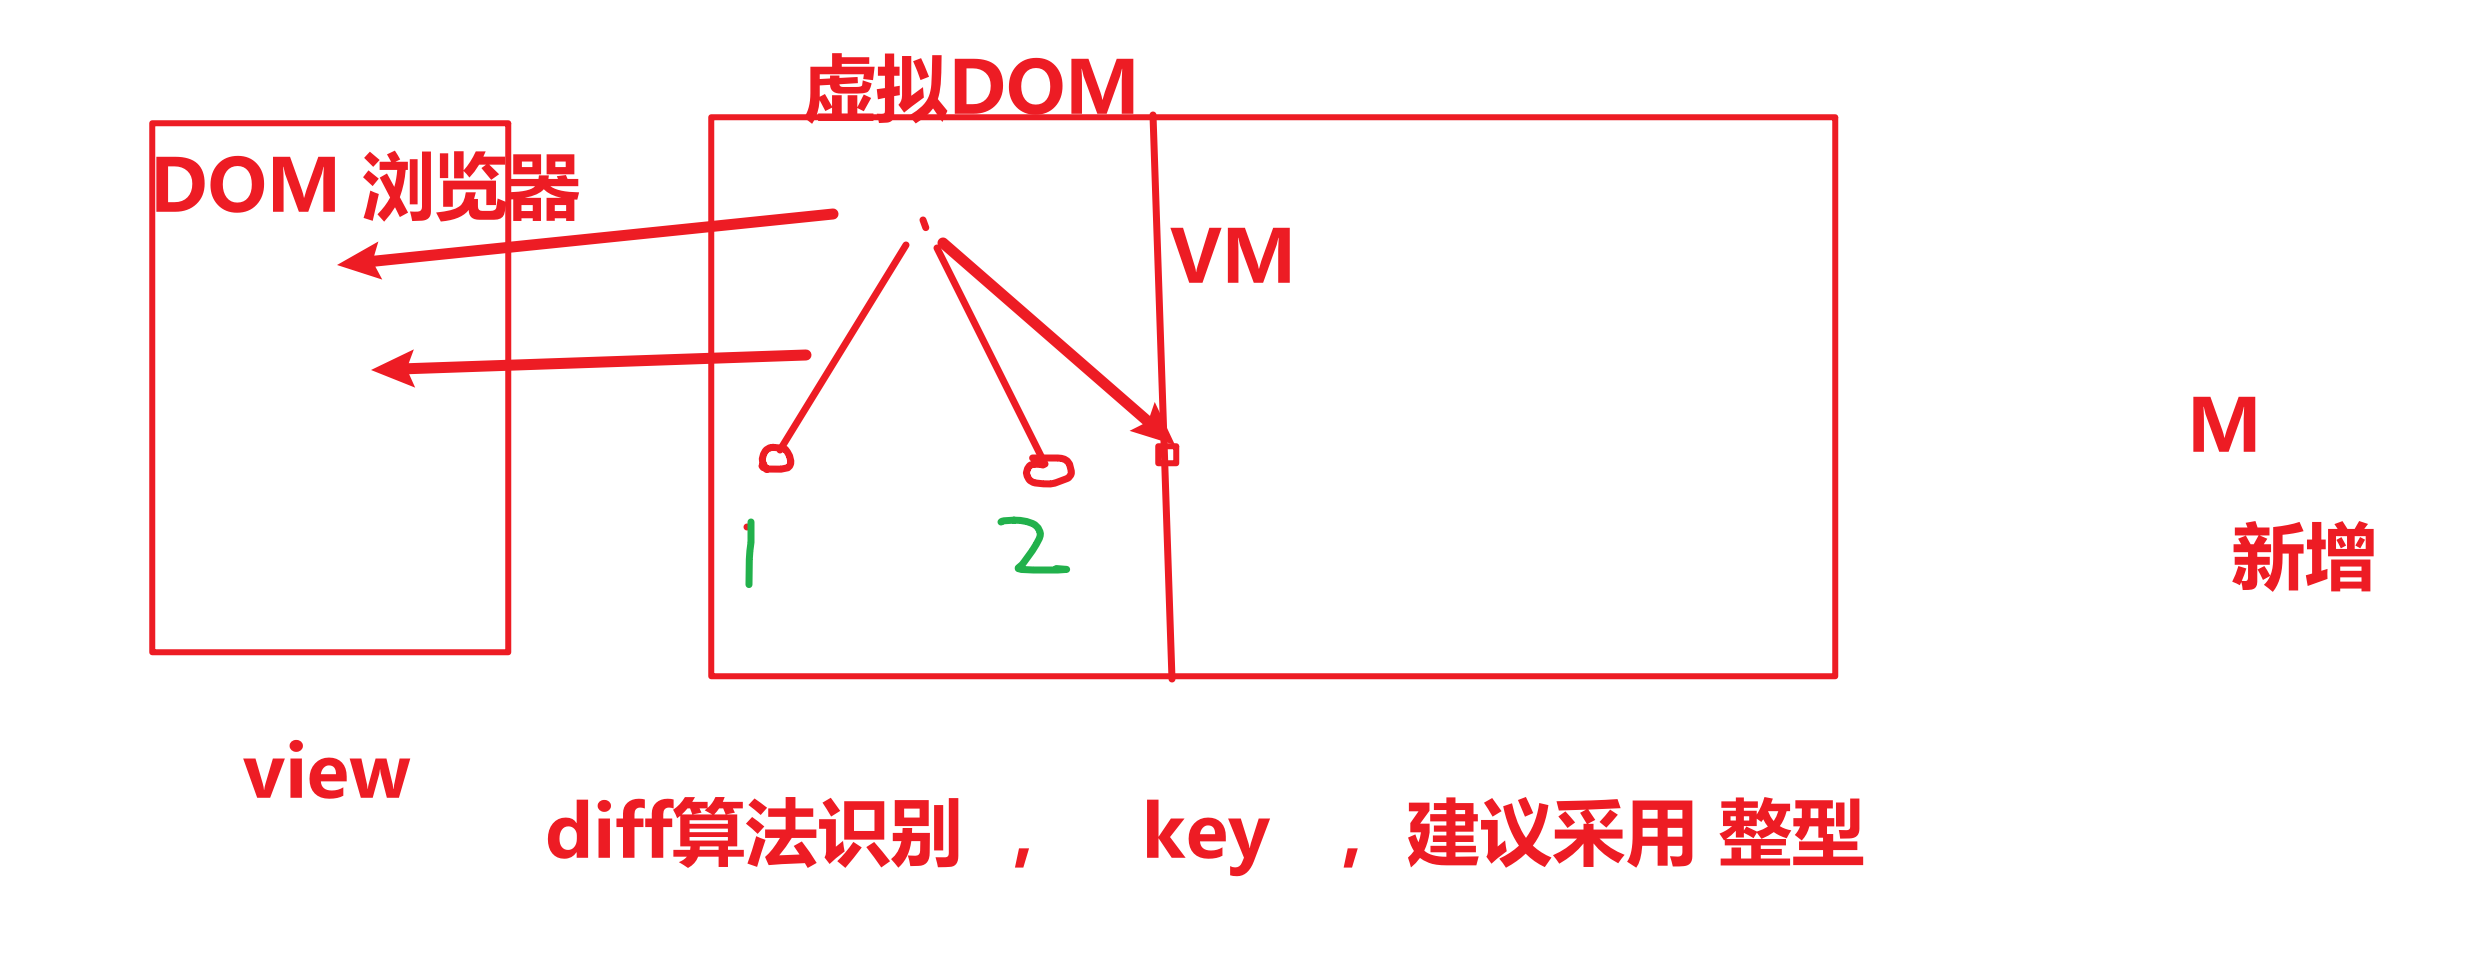 虚拟DOM
DOM 浏览器
VM
M
新增
1 2
view
diff算法识别 ， key ， 建议采用 整型